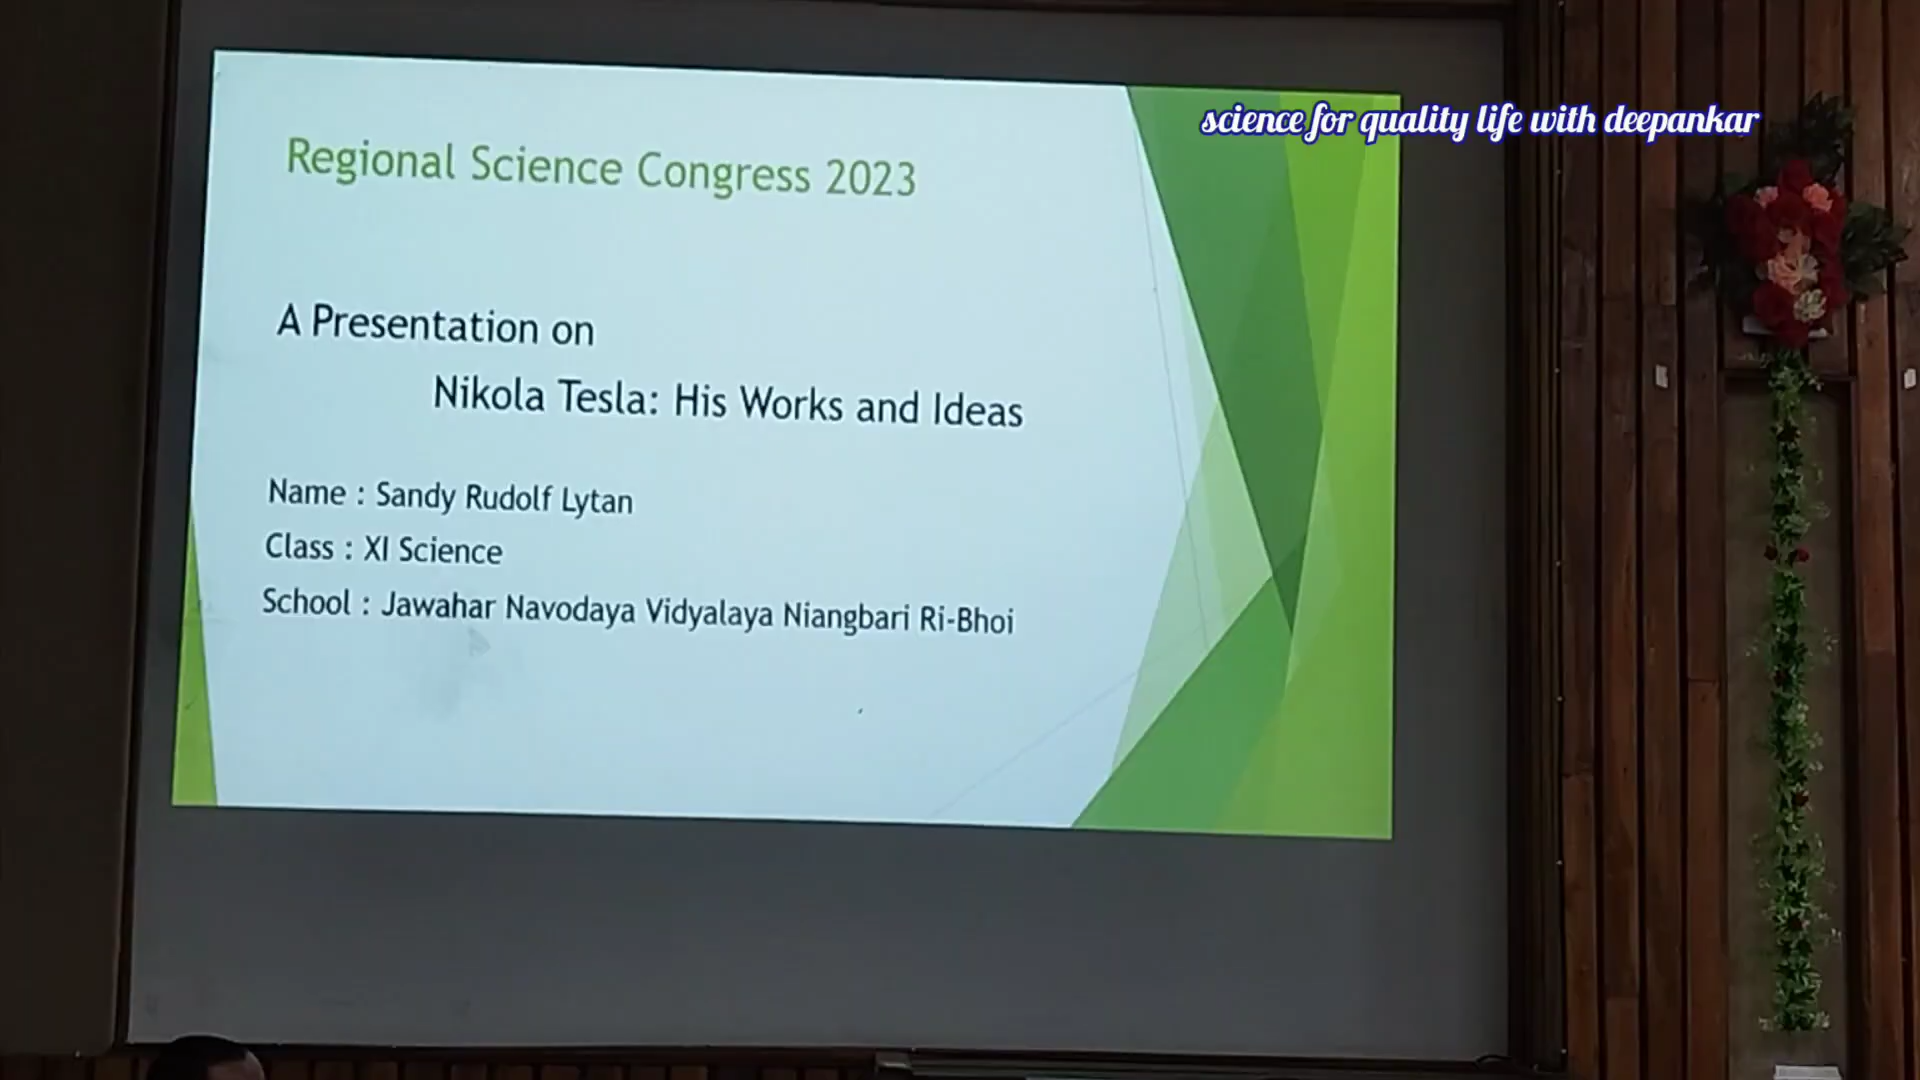 science for quality life with deepankar
Regional Science Congress 2023
A Presentation on
Nikola Tesla: His Works and Ideas
Name : Sandy Rudolf Lytan
Class : XI Science
School : Jawahar Navodaya Vidyalaya Niangbari Ri-Bhoi